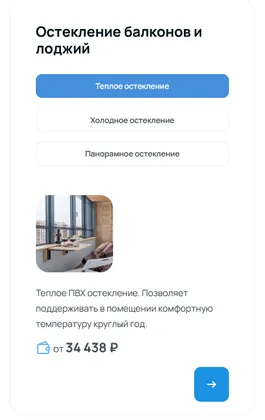 Остекление балконов и
лоджий
Теплое остекление
Холодное остекление
Панорамное остекление
Теплое ПВХ остекление. Позволяет
поддерживать в помещении комфортную
температуру круглый год.
от 34 438 ₽